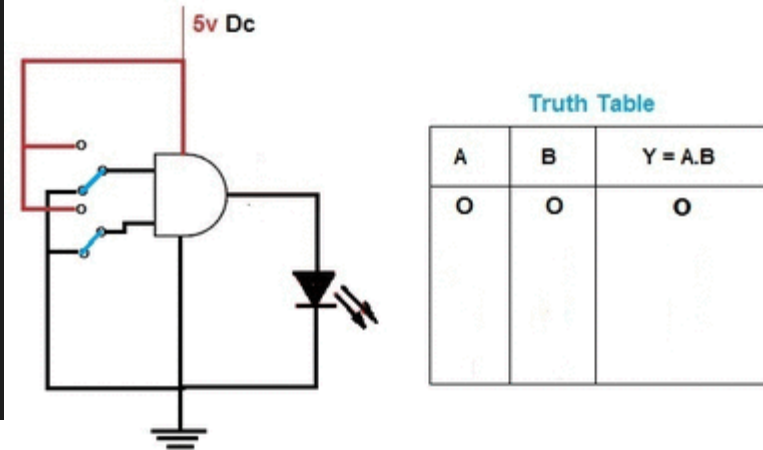 5v Dc
Truth Table
A B Y = A.B
O O O